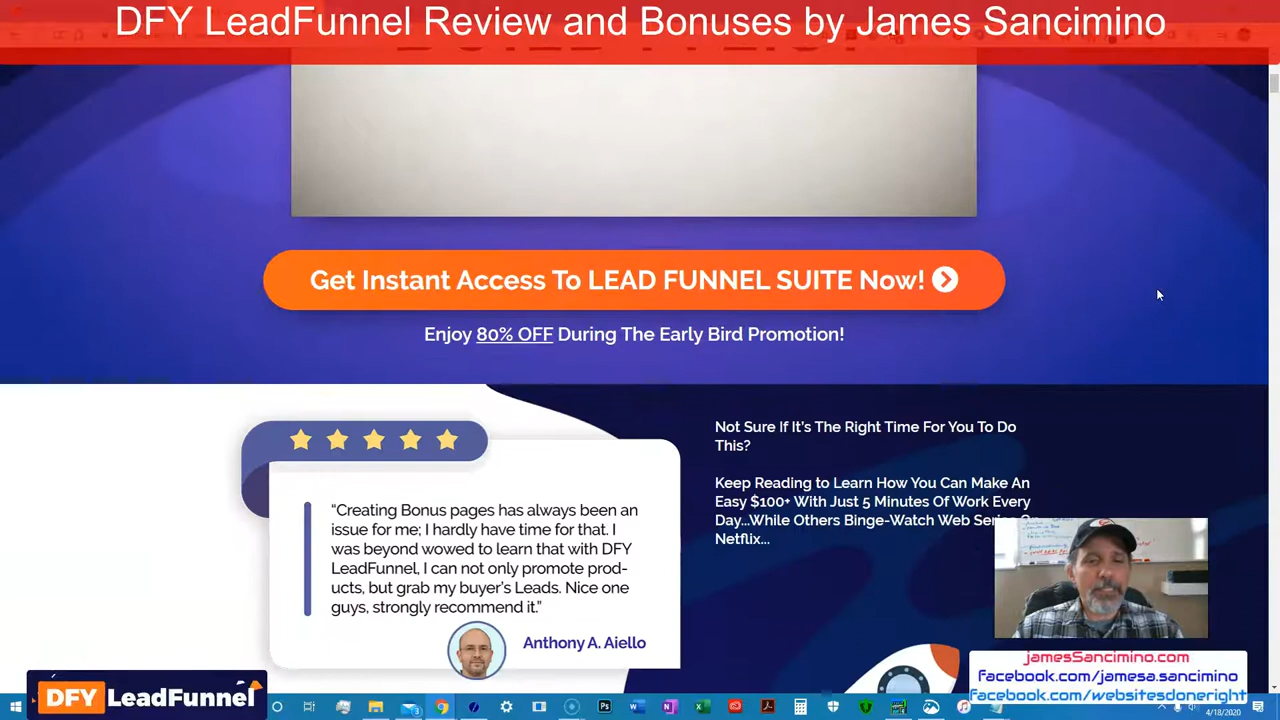 DFY LeadFunnel Review and Bonuses by James Sancimino
Get Instant Access To LEAD FUNNEL SUITE Now!
Enjoy 80% OFF During The Early Bird Promotion!
“Creating Bonus pages has always been an
issue for me; I hardly have time for that. I
was beyond wowed to learn that with DFY
LeadFunnel, I can not only promote prod-
ucts, but grab my buyer’s Leads. Nice one
guys, strongly recommend it.”
Anthony A. Aiello
Not Sure If It’s The Right Time For You To Do
This?
Keep Reading to Learn How You Can Make An
Easy $100+ With Just 5 Minutes Of Work Every
Day...While Others Binge-Watch Web
Netflix...
jamesSancimino.com
facebook.com/jamesa.sancimino
facebook.com/websitesdoneright
DFY LeadFunnel
4/18/2020